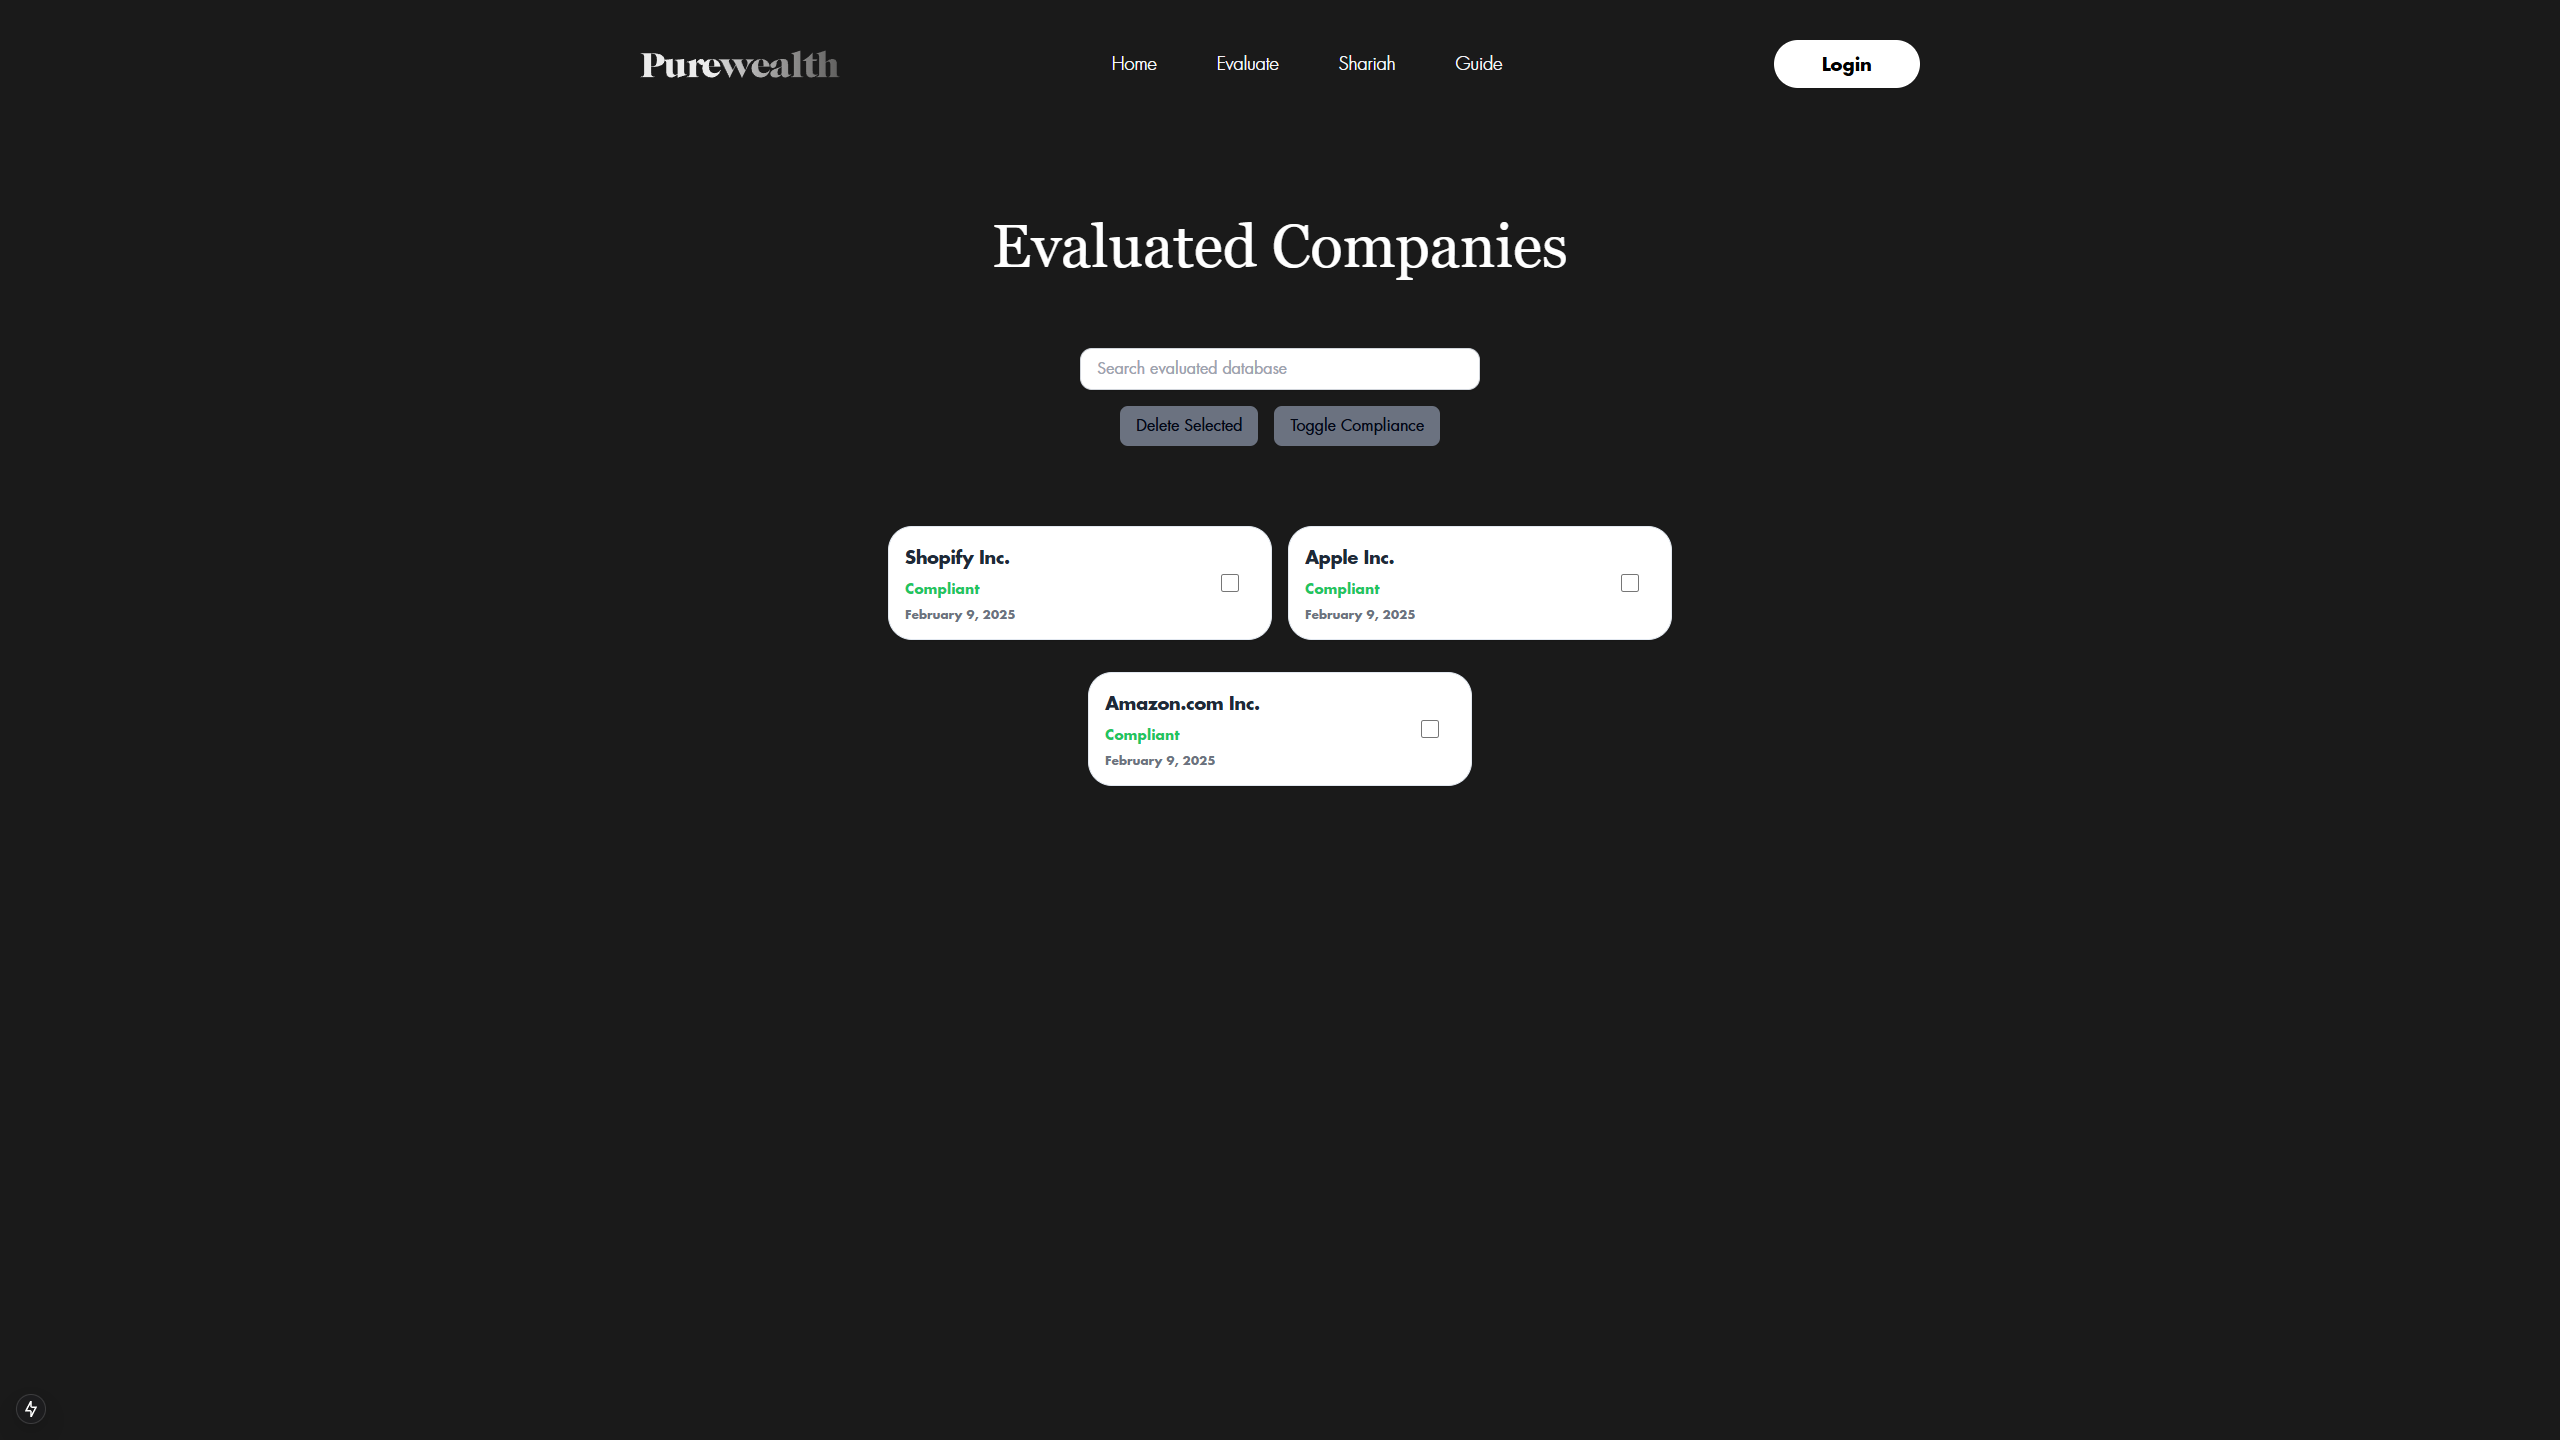 Purewealth
Home Evaluate Shariah Guide
Login
Evaluated Companies
Search evaluated database
Delete Selected Toggle Compliance
Shopify Inc.
Compliant
February 9, 2025
Apple Inc.
Compliant
February 9, 2025
Amazon.com Inc.
Compliant
February 9, 2025